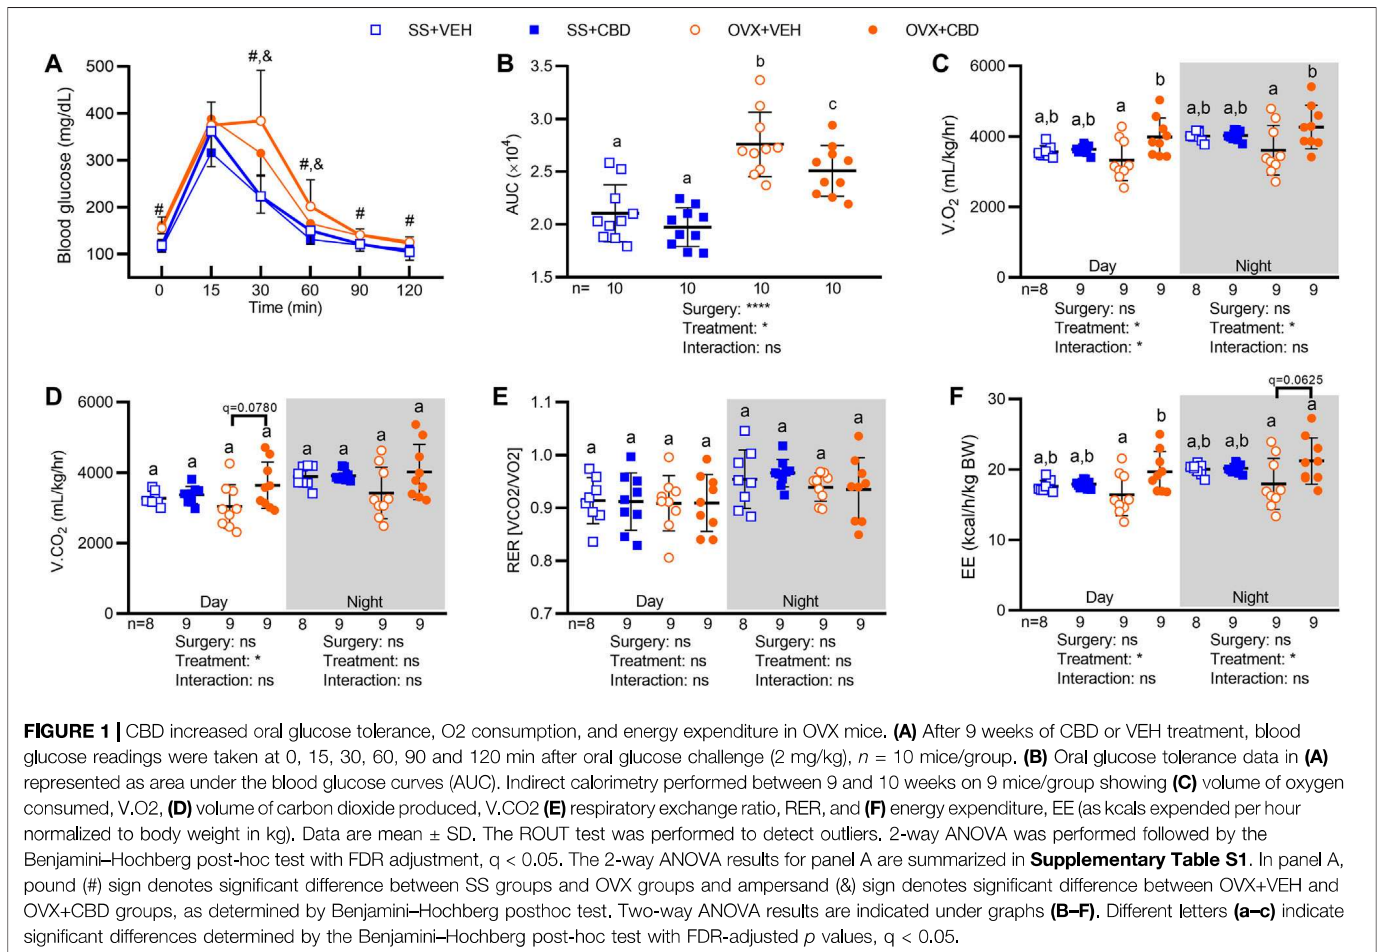 SS+VEH SS+CBD OVX+VEH OVX+CBD
A
Blood glucose (mg/dL)
500
400
300
200
100
#
#,&
#,&
#
#
0 15 30 60 90 120
Time (min)
B
AUC (×10⁴)
3.5
3.0
2.5
2.0
1.5
a a b c
n= 10 10 10 10
Surgery: ****
Treatment: *
Interaction: ns
C
V.O₂ (mL/kg/hr)
6000
4000
2000
0
a,b a,b a b a,b a,b a b
Day Night
n=8 9 9 9 8 9 9 9
Surgery: ns Surgery: ns
Treatment: * Treatment: *
Interaction: * Interaction: ns
D
V.CO₂ (mL/kg/hr)
6000
4000
2000
0
q=0.0780
a a a a a a a a
Day Night
n=8 9 9 9 8 9 9 9
Surgery: ns Surgery: ns
Treatment: * Treatment: ns
Interaction: ns Interaction: ns
E
RER [VCO2/VO2]
1.1
1.0
0.9
0.8
0.7
a a a a a a a a
Day Night
n=8 9 9 9 8 9 9 9
Surgery: ns Surgery: ns
Treatment: ns Treatment: ns
Interaction: ns Interaction: ns
F
EE (kcal/h/kg BW)
30
20
10
0
q=0.0625
a,b a,b a b a,b a,b a a
Day Night
n=8 9 9 9 8 9 9 9
Surgery: ns Surgery: ns
Treatment: * Treatment: *
Interaction: ns Interaction: ns
FIGURE 1 | CBD increased oral glucose tolerance, O2 consumption, and energy expenditure in OVX mice. (A) After 9 weeks of CBD or VEH treatment, blood
glucose readings were taken at 0, 15, 30, 60, 90 and 120 min after oral glucose challenge (2 mg/kg), n = 10 mice/group. (B) Oral glucose tolerance data in (A)
represented as area under the blood glucose curves (AUC). Indirect calorimetry performed between 9 and 10 weeks on 9 mice/group showing (C) volume of oxygen
consumed, V.O2, (D) volume of carbon dioxide produced, V.CO2 (E) respiratory exchange ratio, RER, and (F) energy expenditure, EE (as kcals expended per hour
normalized to body weight in kg). Data are mean ± SD. The ROUT test was performed to detect outliers. 2-way ANOVA was performed followed by the
Benjamini–Hochberg post-hoc test with FDR adjustment, q < 0.05. The 2-way ANOVA results for panel A are summarized in Supplementary Table S1. In panel A,
pound (#) sign denotes significant difference between SS groups and OVX groups and ampersand (&) sign denotes significant difference between OVX+VEH and
OVX+CBD groups, as determined by Benjamini–Hochberg posthoc test. Two-way ANOVA results are indicated under graphs (B–F). Different letters (a–c) indicate
significant differences determined by the Benjamini–Hochberg post-hoc test with FDR-adjusted p values, q < 0.05.